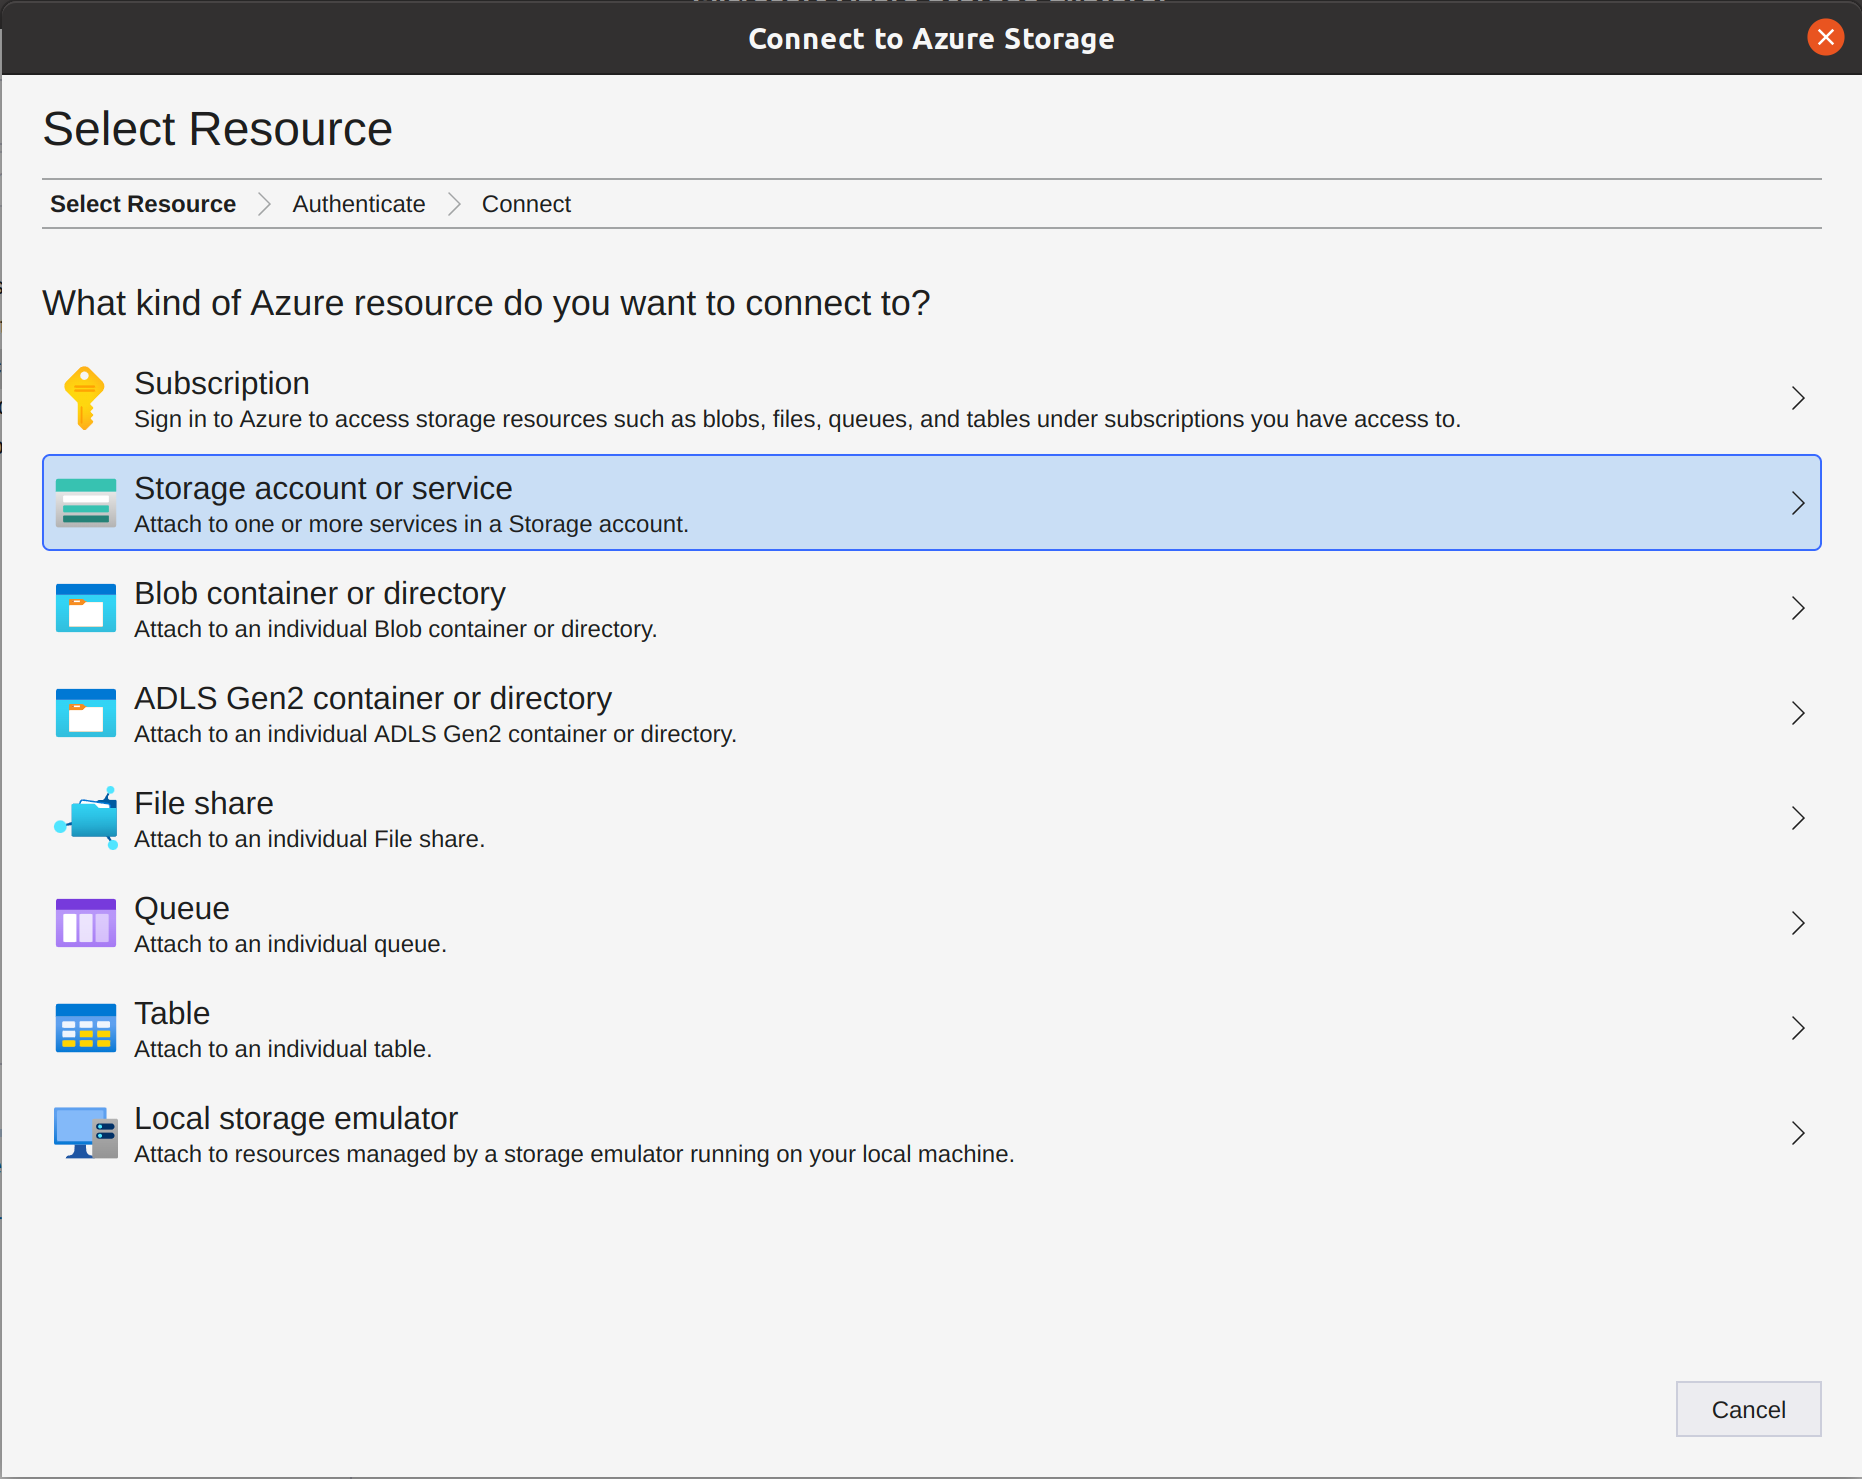 Connect to Azure Storage
Select Resource
Select Resource
Authenticate
Connect
What kind of Azure resource do you want to connect to?
Subscription
Sign in to Azure to access storage resources such as blobs, files, queues, and tables under subscriptions you have access to.
Storage account or service
Attach to one or more services in a Storage account.
Blob container or directory
Attach to an individual Blob container or directory.
ADLS Gen2 container or directory
Attach to an individual ADLS Gen2 container or directory.
File share
Attach to an individual File share.
Queue
Attach to an individual queue.
Table
Attach to an individual table.
Local storage emulator
Attach to resources managed by a storage emulator running on your local machine.
Cancel